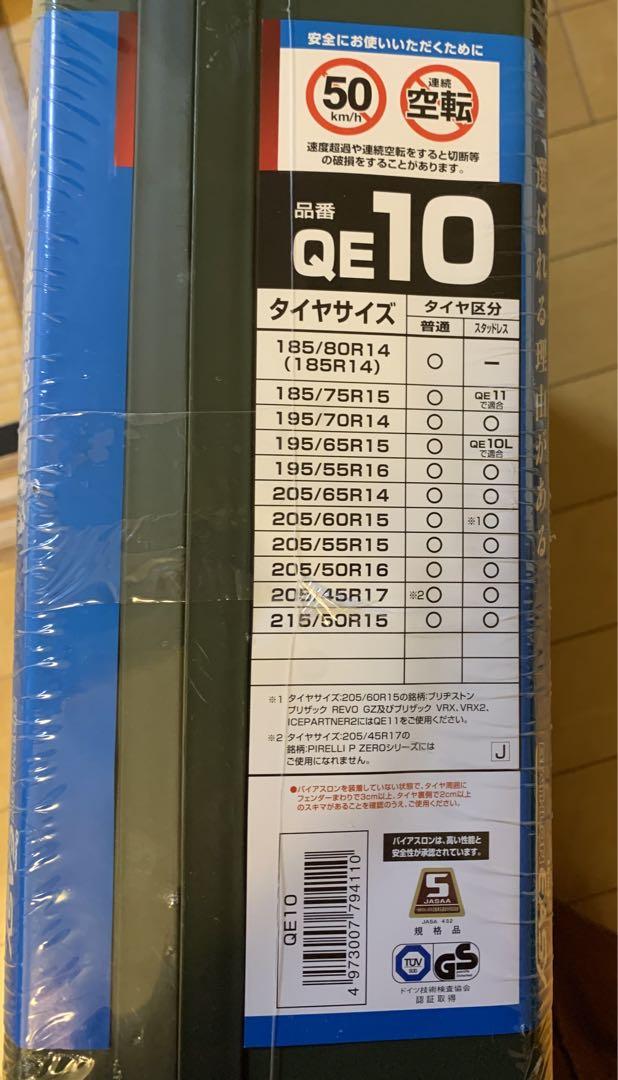 安全にお使いいただくために
50
km/h
連続
空転
速度超過や連続空転をすると切断等
の破損をすることがあります。
品番
QE10
タイヤサイズ タイヤ区分
普通 スタッドレス
185/80R14
(185R14) ○ ー
185/75R15 ○ QE11
で適合
195/70R14 ○ ○
195/65R15 ○ QE10L
で適合
195/55R16 ○ ○
205/65R14 ○ ○
205/60R15 ○ ※1○
205/55R15 ○ ○
205/50R16 ○ ○
205/45R17 ※2○ ○
215/50R15 ○ ○
※1 タイヤサイズ:205/60R15の銘柄:ブリヂストン
ブリザック REVO GZ及びブリザック VRX、VRX2、
ICEPARTNER2にはQE11をご使用ください。
※2 タイヤサイズ:205/45R17の
銘柄:PIRELLI P ZEROシリーズには
ご使用になれません。
J
●バイアスロンを装着していない状態で、タイヤ周囲に
フェンダーまわりで3cm以上、タイヤ裏側で2cm以上
のスキマがあることを確認のうえ、ご使用ください。
QE10
4973007794110
バイアスロンは、高い性能と
安全性が承認されています。
S
JASAA
JASA 452
規格品
TÜV
GS
ドイツ技術検査協会
認証取得
選ばれる理由がある